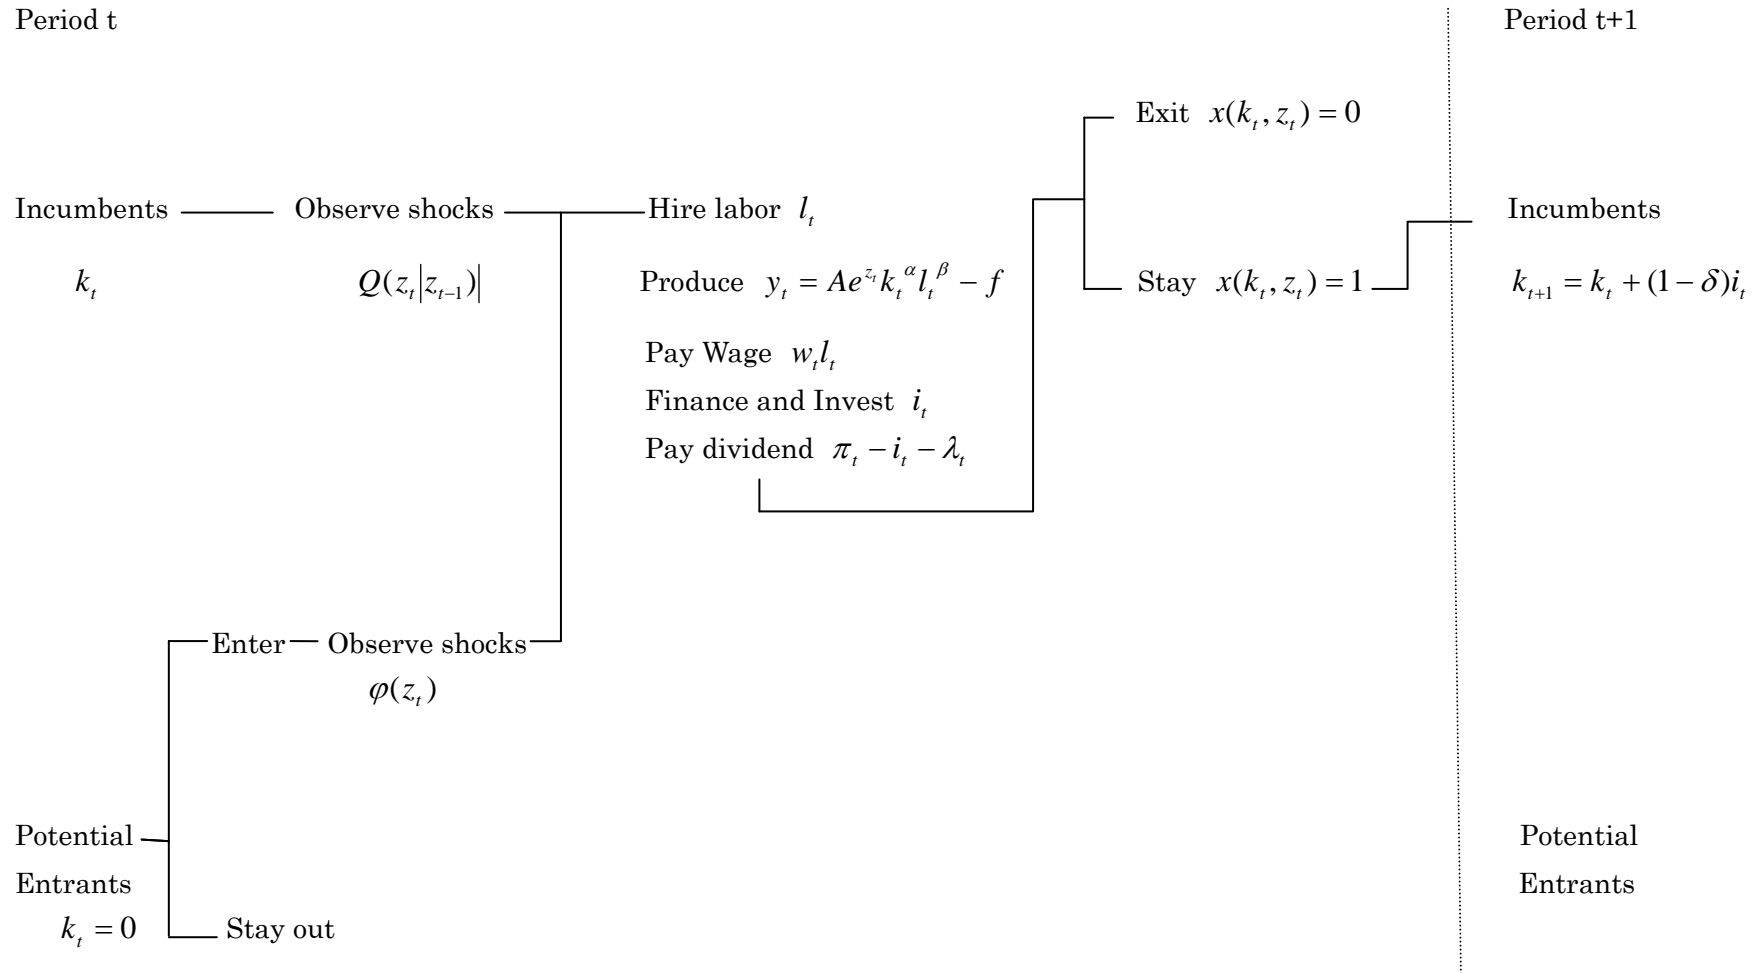 Period t
Period t+1
Exit x(k_t, z_t) = 0
Incumbents
Observe shocks
Hire labor l_t
Incumbents
k_t
Q(z_t|z_{t-1})|
Produce y_t = Ae^{z_t}k_t^α l_t^β − f
Stay x(k_t, z_t) = 1
k_{t+1} = k_t + (1 − δ)i_t
Pay Wage w_t l_t
Finance and Invest i_t
Pay dividend π_t − i_t − λ_t
Enter
Observe shocks
φ(z_t)
Potential
Entrants
k_t = 0
Stay out
Potential
Entrants